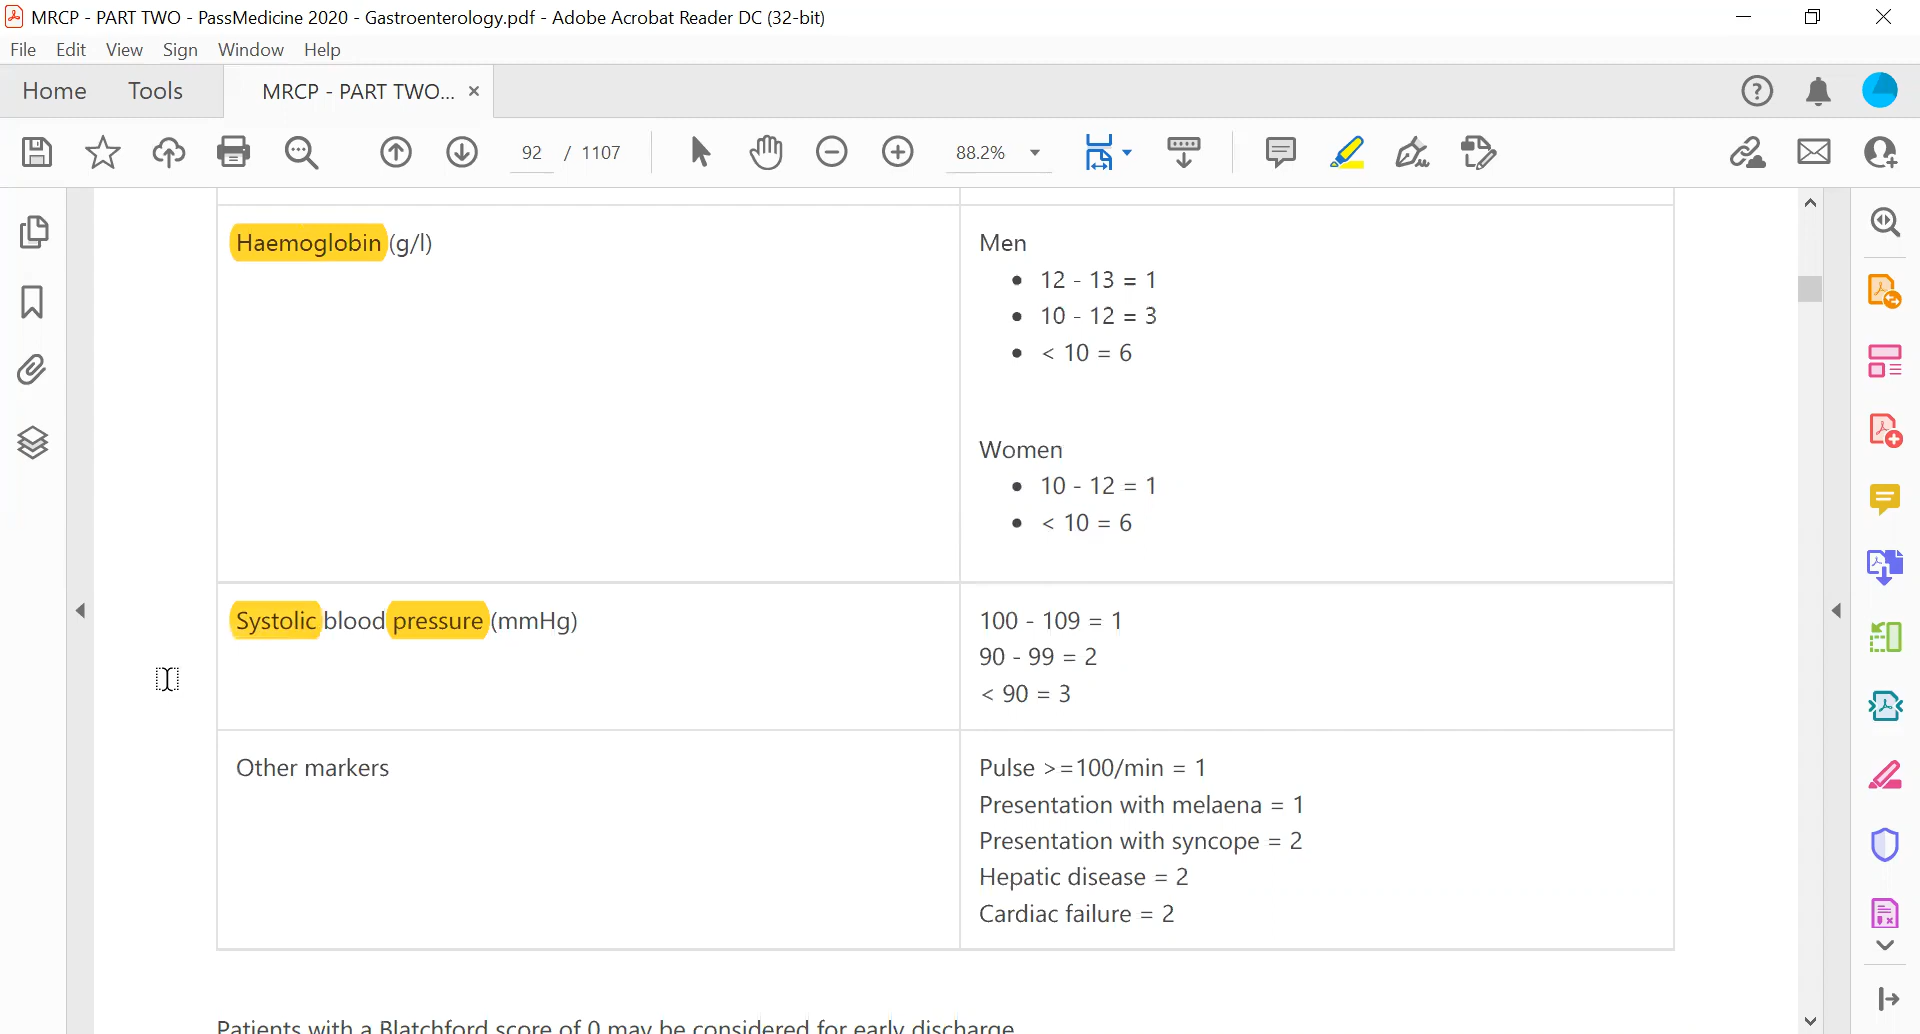 MRCP - PART TWO - PassMedicine 2020 - Gastroenterology.pdf - Adobe Acrobat Reader DC (32-bit)
File Edit View Sign Window Help
Home Tools MRCP - PART TWO... ×
92 / 1107 88.2%
Haemoglobin (g/l)
Men
• 12 - 13 = 1
• 10 - 12 = 3
• < 10 = 6
Women
• 10 - 12 = 1
• < 10 = 6
Systolic blood pressure (mmHg)
100 - 109 = 1
90 - 99 = 2
< 90 = 3
Other markers
Pulse >=100/min = 1
Presentation with melaena = 1
Presentation with syncope = 2
Hepatic disease = 2
Cardiac failure = 2
Patients with a Blatchford score of 0 may be considered for early discharge